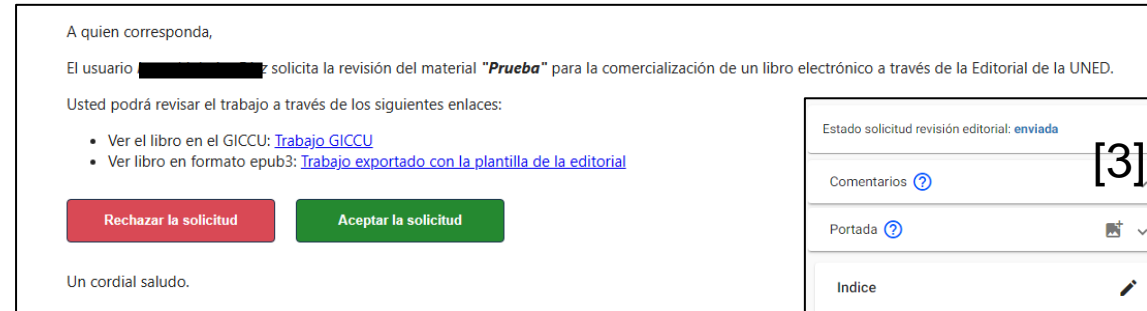 A quien corresponda,
El usuario solicita la revisión del material "Prueba" para la comercialización de un libro electrónico a través de la Editorial de la UNED.
Usted podrá revisar el trabajo a través de los siguientes enlaces:
• Ver el libro en el GICCU: Trabajo GICCU
• Ver libro en formato epub3: Trabajo exportado con la plantilla de la editorial
Rechazar la solicitud
Aceptar la solicitud
Un cordial saludo.
Estado solicitud revisión editorial: enviada
[3]
Comentarios ?
Portada ?
Indice